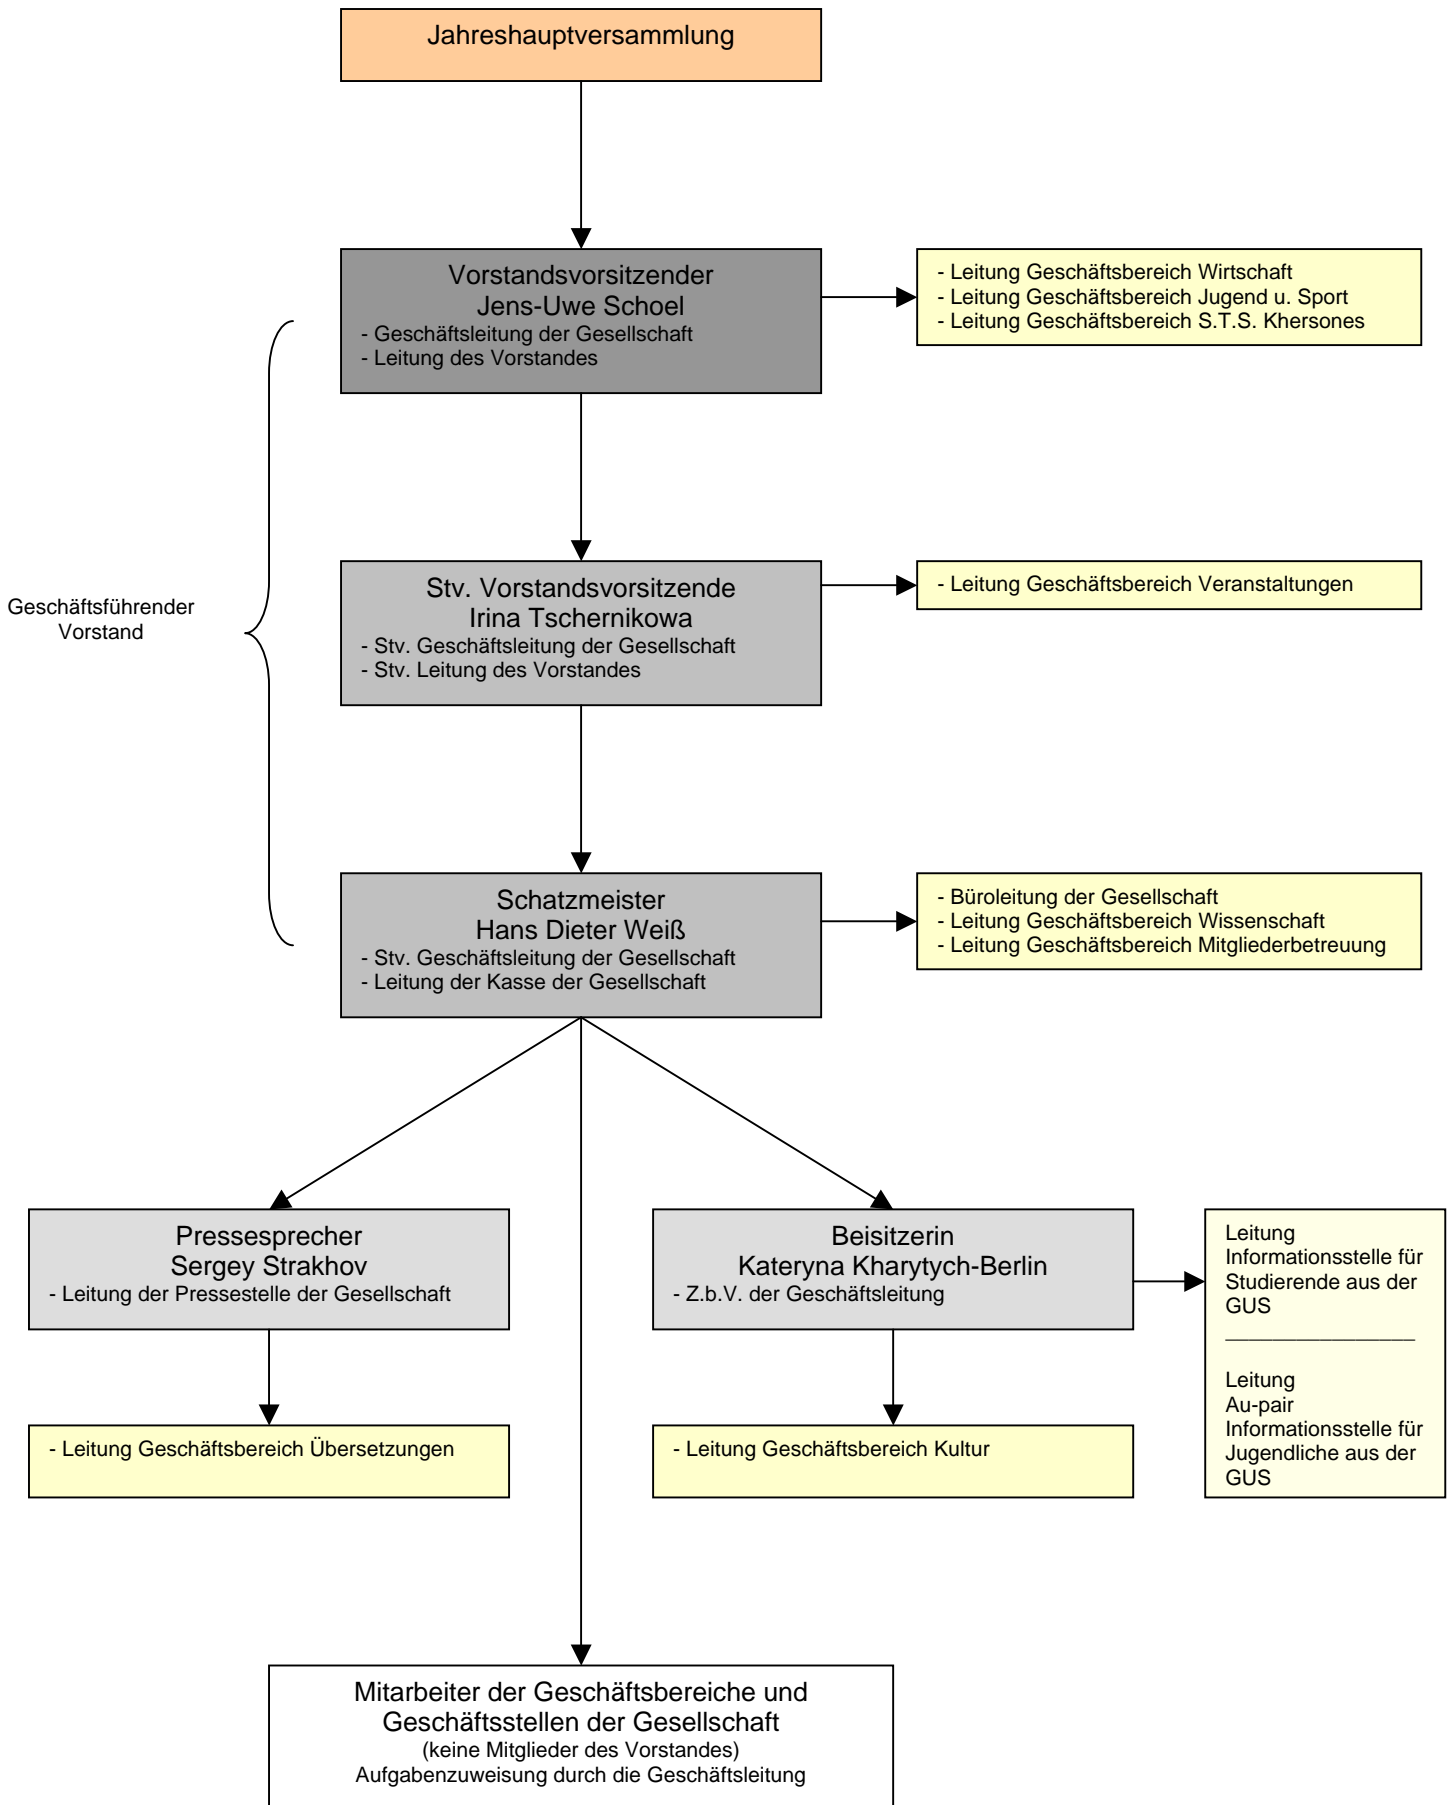 Jahreshauptversammlung
Vorstandsvorsitzender
Jens-Uwe Schoel
- Geschäftsleitung der Gesellschaft
- Leitung des Vorstandes
- Leitung Geschäftsbereich Wirtschaft
- Leitung Geschäftsbereich Jugend u. Sport
- Leitung Geschäftsbereich S.T.S. Khersones
Geschäftsführender
Vorstand
Stv. Vorstandsvorsitzende
Irina Tschernikowa
- Stv. Geschäftsleitung der Gesellschaft
- Stv. Leitung des Vorstandes
- Leitung Geschäftsbereich Veranstaltungen
Schatzmeister
Hans Dieter Weiß
- Stv. Geschäftsleitung der Gesellschaft
- Leitung der Kasse der Gesellschaft
- Büroleitung der Gesellschaft
- Leitung Geschäftsbereich Wissenschaft
- Leitung Geschäftsbereich Mitgliederbetreuung
Pressesprecher
Sergey Strakhov
- Leitung der Pressestelle der Gesellschaft
- Leitung Geschäftsbereich Übersetzungen
Beisitzerin
Kateryna Kharytych-Berlin
- Z.b.V. der Geschäftsleitung
- Leitung Geschäftsbereich Kultur
Leitung
Informationsstelle für
Studierende aus der
GUS
Leitung
Au-pair
Informationsstelle für
Jugendliche aus der
GUS
Mitarbeiter der Geschäftsbereiche und
Geschäftsstellen der Gesellschaft
(keine Mitglieder des Vorstandes)
Aufgabenzuweisung durch die Geschäftsleitung